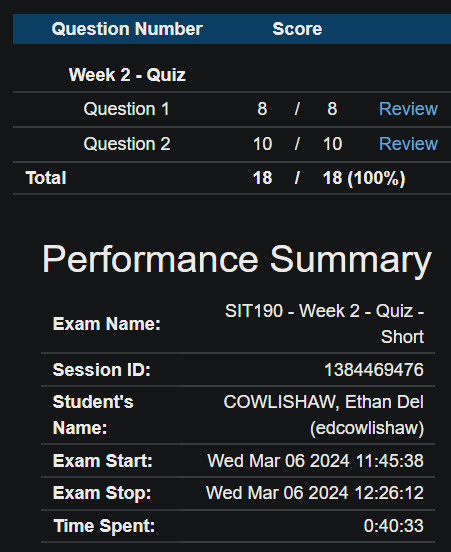 Question Number Score
Week 2 - Quiz
Question 1 8 / 8 Review
Question 2 10 / 10 Review
Total 18 / 18 (100%)
Performance Summary
Exam Name: SIT190 - Week 2 - Quiz -
Short
Session ID: 1384469476
Student's COWLISHAW, Ethan Del
Name: (edcowlishaw)
Exam Start: Wed Mar 06 2024 11:45:38
Exam Stop: Wed Mar 06 2024 12:26:12
Time Spent: 0:40:33